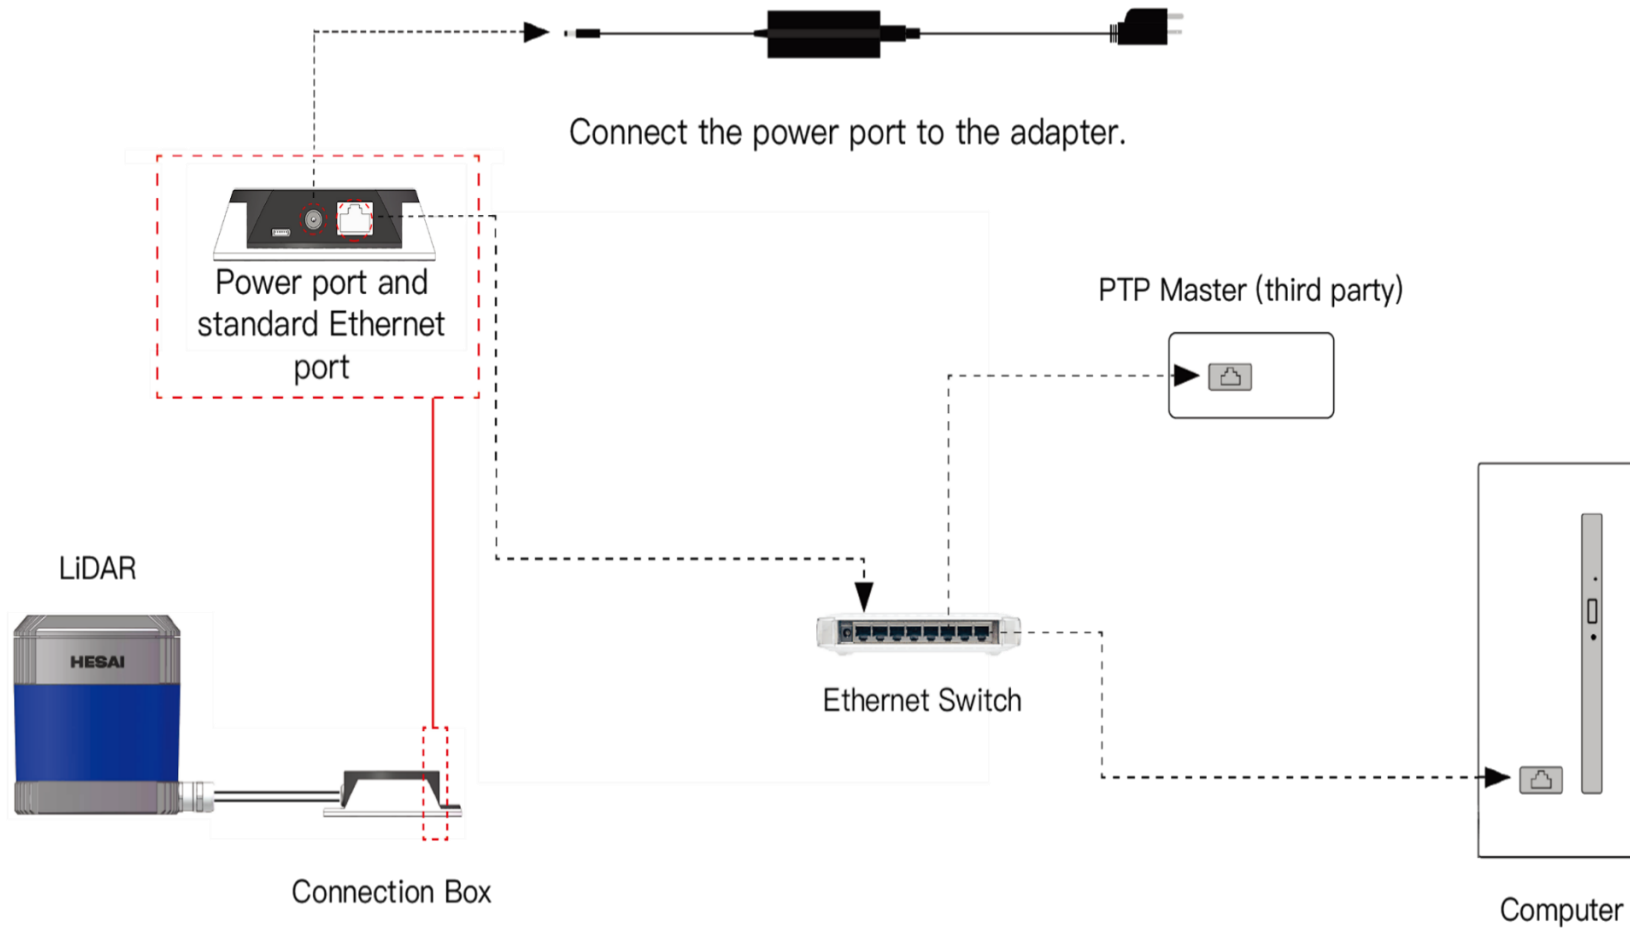 Connect the power port to the adapter.
Power port and
standard Ethernet
port
PTP Master (third party)
LiDAR
HESAI
Ethernet Switch
Connection Box
Computer